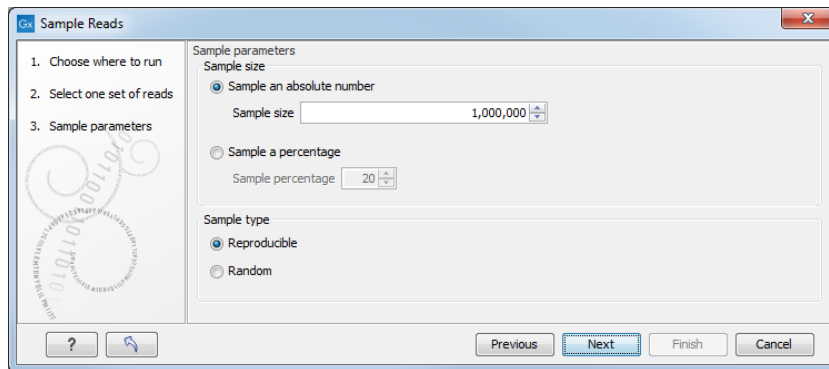 Gx Sample Reads
1. Choose where to run
2. Select one set of reads
3. Sample parameters
Sample parameters
Sample size
Sample an absolute number
Sample size 1,000,000
Sample a percentage
Sample percentage 20
Sample type
Reproducible
Random
? Previous Next Finish Cancel